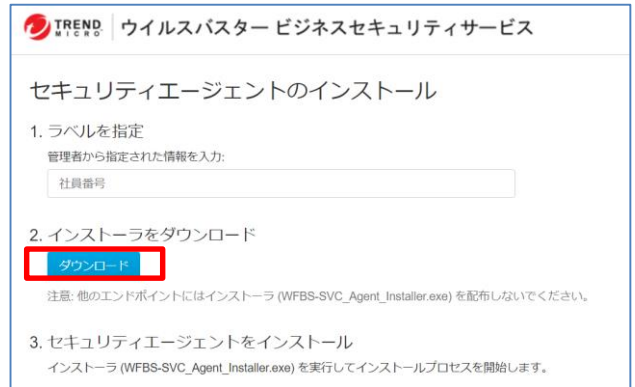 TREND MICRO ウイルスバスター ビジネスセキュリティサービス
セキュリティエージェントのインストール
1. ラベルを指定
管理者から指定された情報を入力:
社員番号
2. インストーラをダウンロード
ダウンロード
注意: 他のエンドポイントにはインストーラ (WFBS-SVC_Agent_Installer.exe) を配布しないでください。
3. セキュリティエージェントをインストール
インストーラ (WFBS-SVC_Agent_Installer.exe) を実行してインストールプロセスを開始します。